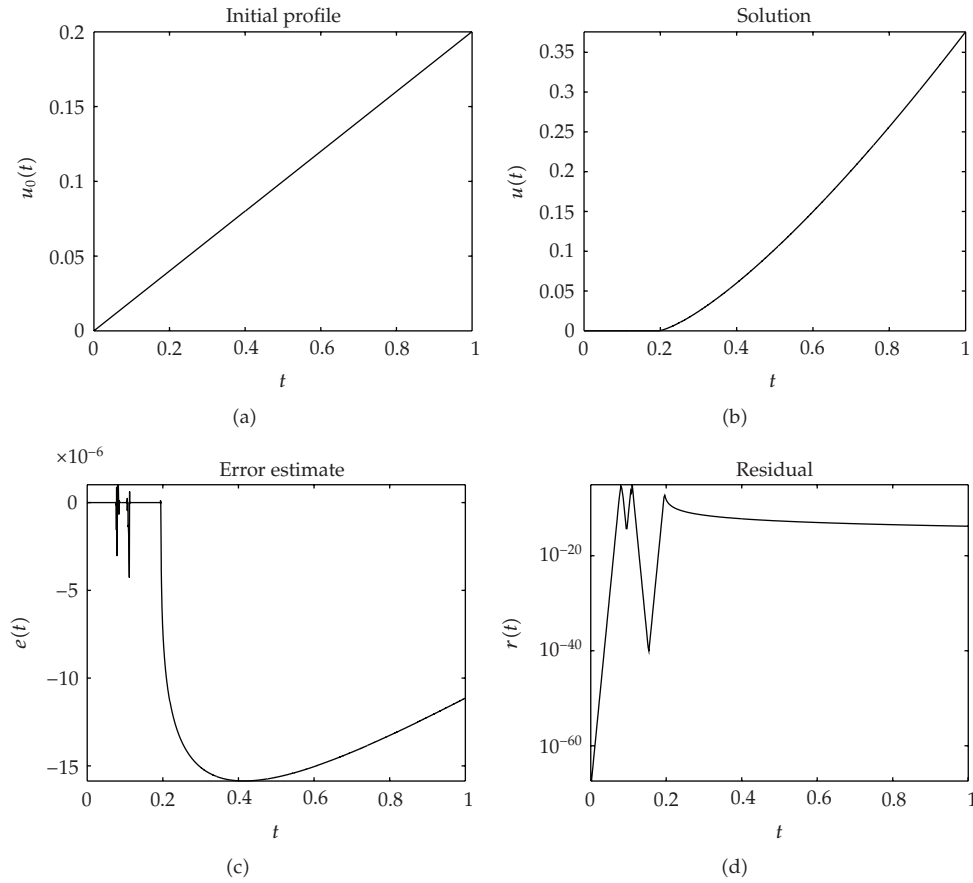 Initial profile
0.2
0.15
0.1
0.05
0
u₀(t)
0 0.2 0.4 0.6 0.8 1
t
(a)
Solution
0.35
0.3
0.25
0.2
0.15
0.1
0.05
0
u(t)
0 0.2 0.4 0.6 0.8 1
t
(b)
×10⁻⁶
Error estimate
0
−5
−10
−15
e(t)
0 0.2 0.4 0.6 0.8 1
t
(c)
Residual
10⁻²⁰
10⁻⁴⁰
10⁻⁶⁰
r(t)
0 0.2 0.4 0.6 0.8 1
t
(d)